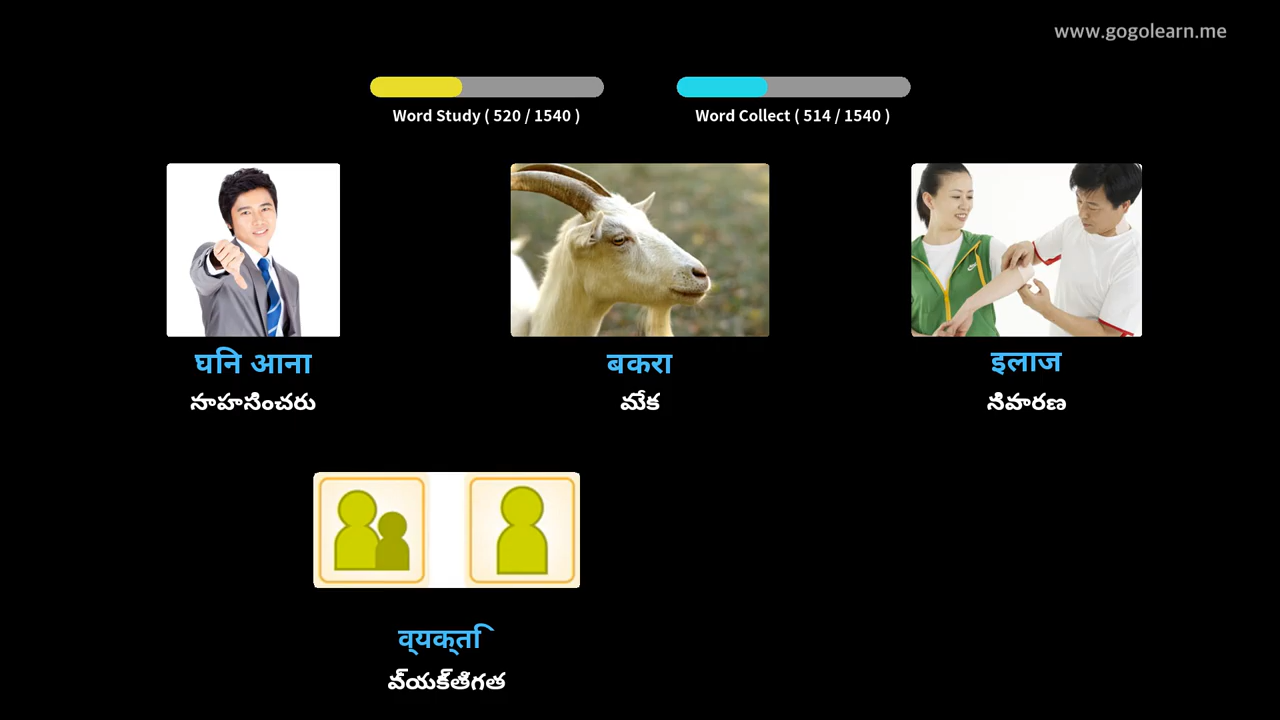 www.gogolearn.me
Word Study ( 520 / 1540 )
Word Collect ( 514 / 1540 )
घनि आना
बकरा
इलाज
నాహసించరు
మేక
నివారణ
व्यक्ति
వ్యక్తిగత